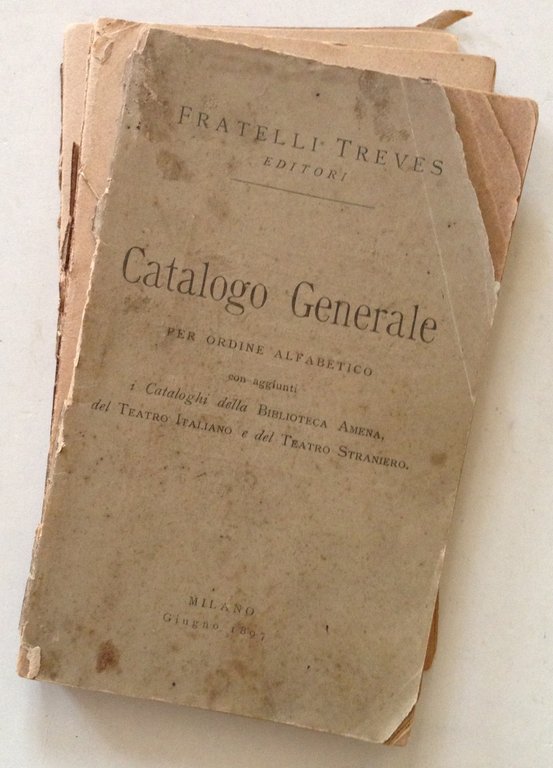 FRATELLI TREVES
EDITORI
Catalogo Generale
PER ORDINE ALFABETICO
con aggiunti
i Cataloghi della BIBLIOTECA AMENA,
del TEATRO ITALIANO e del TEATRO STRANIERO.
MILANO
Giugno 1897